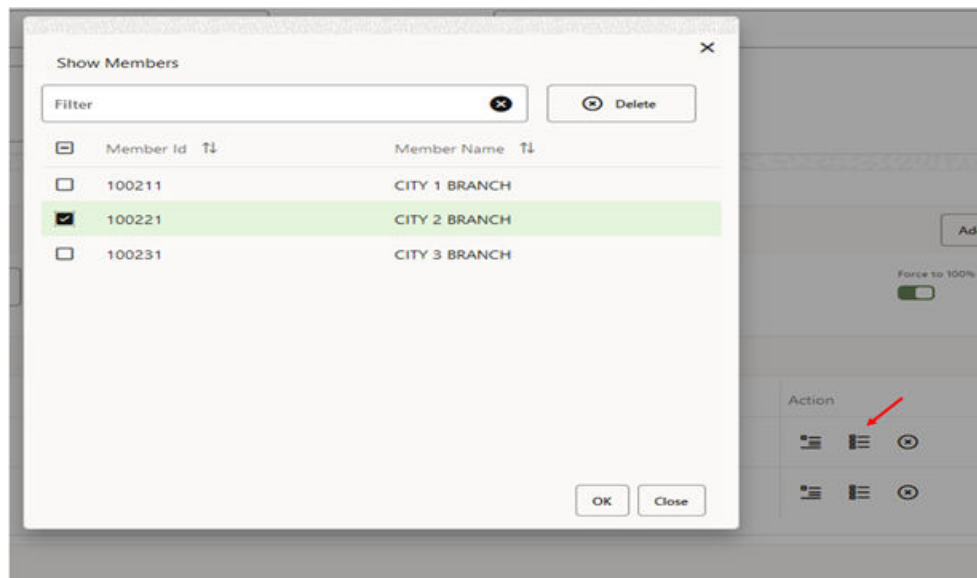 Show Members
Filter
Delete
Member Id
Member Name
100211 CITY 1 BRANCH
100221 CITY 2 BRANCH
100231 CITY 3 BRANCH
OK
Close
Ad
Force to 100%
Action